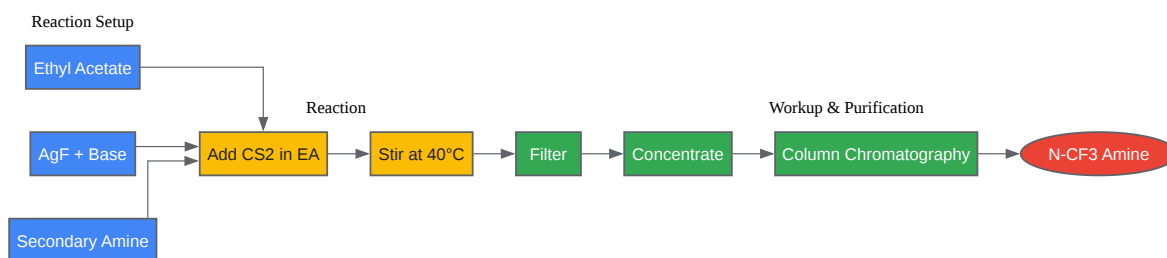 Reaction Setup
Ethyl Acetate
Reaction
Workup & Purification
AgF + Base
Add CS2 in EA
Stir at 40°C
Filter
Concentrate
Column Chromatography
N-CF3 Amine
Secondary Amine